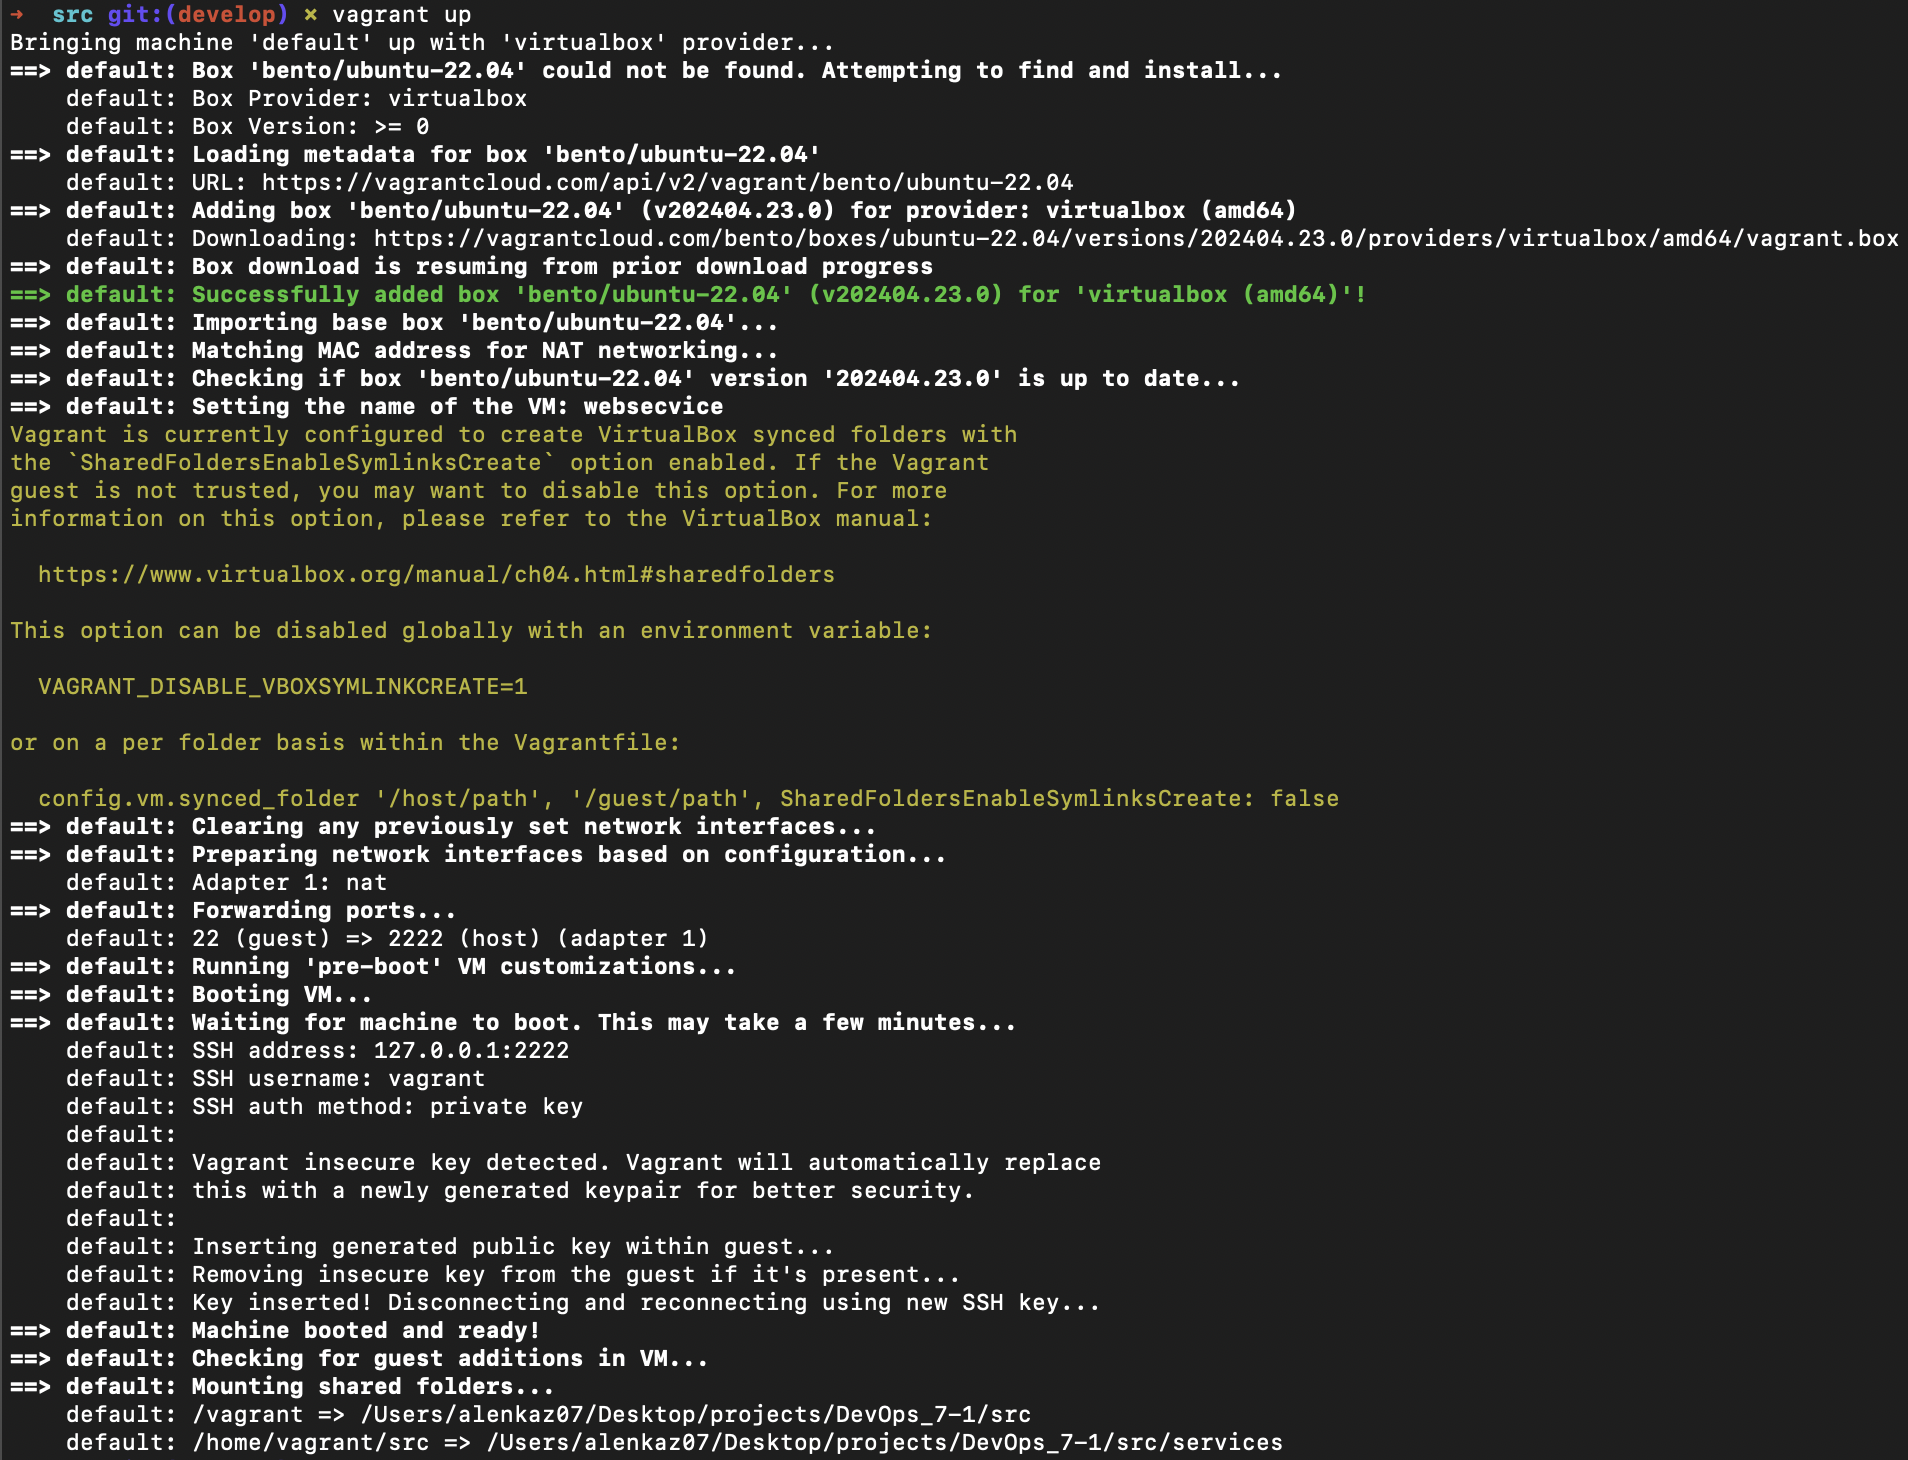 → src git:(develop) × vagrant up
Bringing machine 'default' up with 'virtualbox' provider...
==> default: Box 'bento/ubuntu-22.04' could not be found. Attempting to find and install...
    default: Box Provider: virtualbox
    default: Box Version: >= 0
==> default: Loading metadata for box 'bento/ubuntu-22.04'
    default: URL: https://vagrantcloud.com/api/v2/vagrant/bento/ubuntu-22.04
==> default: Adding box 'bento/ubuntu-22.04' (v202404.23.0) for provider: virtualbox (amd64)
    default: Downloading: https://vagrantcloud.com/bento/boxes/ubuntu-22.04/versions/202404.23.0/providers/virtualbox/amd64/vagrant.box
==> default: Box download is resuming from prior download progress
==> default: Successfully added box 'bento/ubuntu-22.04' (v202404.23.0) for 'virtualbox (amd64)'!
==> default: Importing base box 'bento/ubuntu-22.04'...
==> default: Matching MAC address for NAT networking...
==> default: Checking if box 'bento/ubuntu-22.04' version '202404.23.0' is up to date...
==> default: Setting the name of the VM: websecvice
Vagrant is currently configured to create VirtualBox synced folders with
the `SharedFoldersEnableSymlinksCreate` option enabled. If the Vagrant
guest is not trusted, you may want to disable this option. For more
information on this option, please refer to the VirtualBox manual:
  https://www.virtualbox.org/manual/ch04.html#sharedfolders
This option can be disabled globally with an environment variable:
  VAGRANT_DISABLE_VBOXSYMLINKCREATE=1
or on a per folder basis within the Vagrantfile:
  config.vm.synced_folder '/host/path', '/guest/path', SharedFoldersEnableSymlinksCreate: false
==> default: Clearing any previously set network interfaces...
==> default: Preparing network interfaces based on configuration...
    default: Adapter 1: nat
==> default: Forwarding ports...
    default: 22 (guest) => 2222 (host) (adapter 1)
==> default: Running 'pre-boot' VM customizations...
==> default: Booting VM...
==> default: Waiting for machine to boot. This may take a few minutes...
    default: SSH address: 127.0.0.1:2222
    default: SSH username: vagrant
    default: SSH auth method: private key
    default:
    default: Vagrant insecure key detected. Vagrant will automatically replace
    default: this with a newly generated keypair for better security.
    default:
    default: Inserting generated public key within guest...
    default: Removing insecure key from the guest if it's present...
    default: Key inserted! Disconnecting and reconnecting using new SSH key...
==> default: Machine booted and ready!
==> default: Checking for guest additions in VM...
==> default: Mounting shared folders...
    default: /vagrant => /Users/alenkaz07/Desktop/projects/DevOps_7-1/src
    default: /home/vagrant/src => /Users/alenkaz07/Desktop/projects/DevOps_7-1/src/services